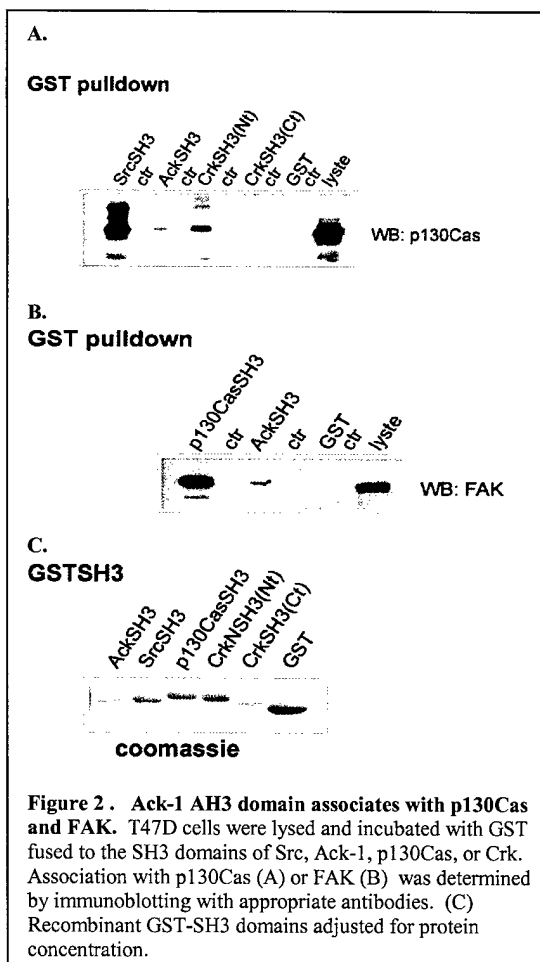 A.
GST pulldown
SrcSH3 ctr AckSH3 ctr CrkSH3(Nt) ctr CrkSH3(Ct) ctr GST ctr lyste
WB: p130Cas
B.
GST pulldown
p130CasSH3 ctr AckSH3 ctr GST ctr lyste
WB: FAK
C.
GSTSH3
AckSH3 SrcSH3 p130CasSH3 CrkNSH3(Nt) CrkSH3(Ct) GST
coomassie
Figure 2 . Ack-1 AH3 domain associates with p130Cas
and FAK. T47D cells were lysed and incubated with GST
fused to the SH3 domains of Src, Ack-1, p130Cas, or Crk.
Association with p130Cas (A) or FAK (B) was determined
by immunoblotting with appropriate antibodies. (C)
Recombinant GST-SH3 domains adjusted for protein
concentration.